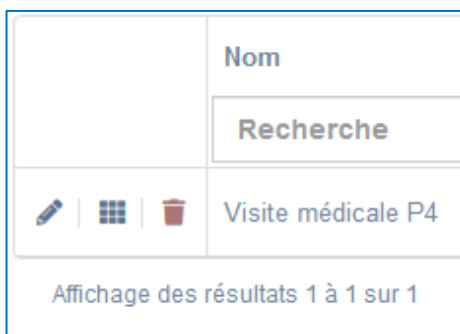 Nom
Recherche
Visite médicale P4
Affichage des résultats 1 à 1 sur 1